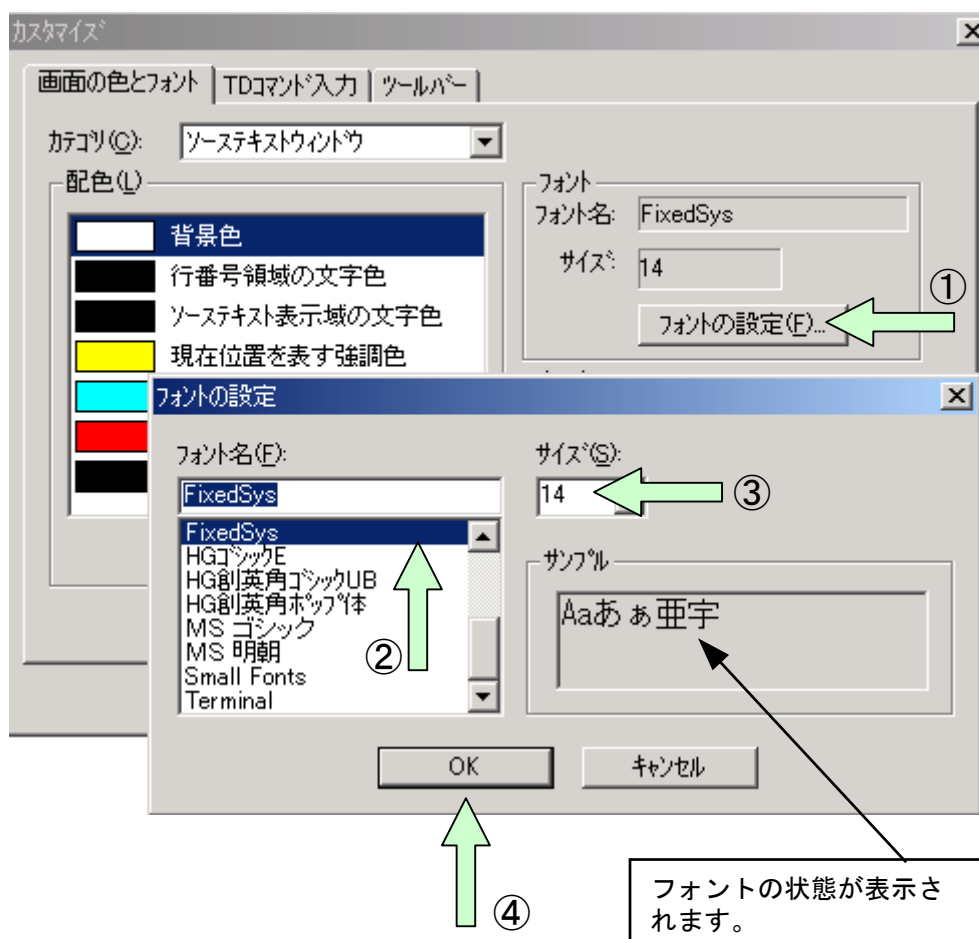 カスタマイズ
画面の色とフォント TDコマンド入力 ツールバー
カテゴリ(C): ソーステキストウィンドウ
配色(L)
背景色
行番号領域の文字色
ソーステキスト表示域の文字色
現在位置を表す強調色
フォント
フォント名: FixedSys
サイズ: 14
フォントの設定(F)...
①
フォントの設定
フォント名(F):
FixedSys
FixedSys
HGゴシックE
HG創英角ゴシックUB
HG創英角ポップ体
MS ゴシック
MS 明朝
Small Fonts
Terminal
②
サイズ(S):
14
③
サンプル
Aaあぁ亜宇
OK キャンセル
④
フォントの状態が表示さ
れます。